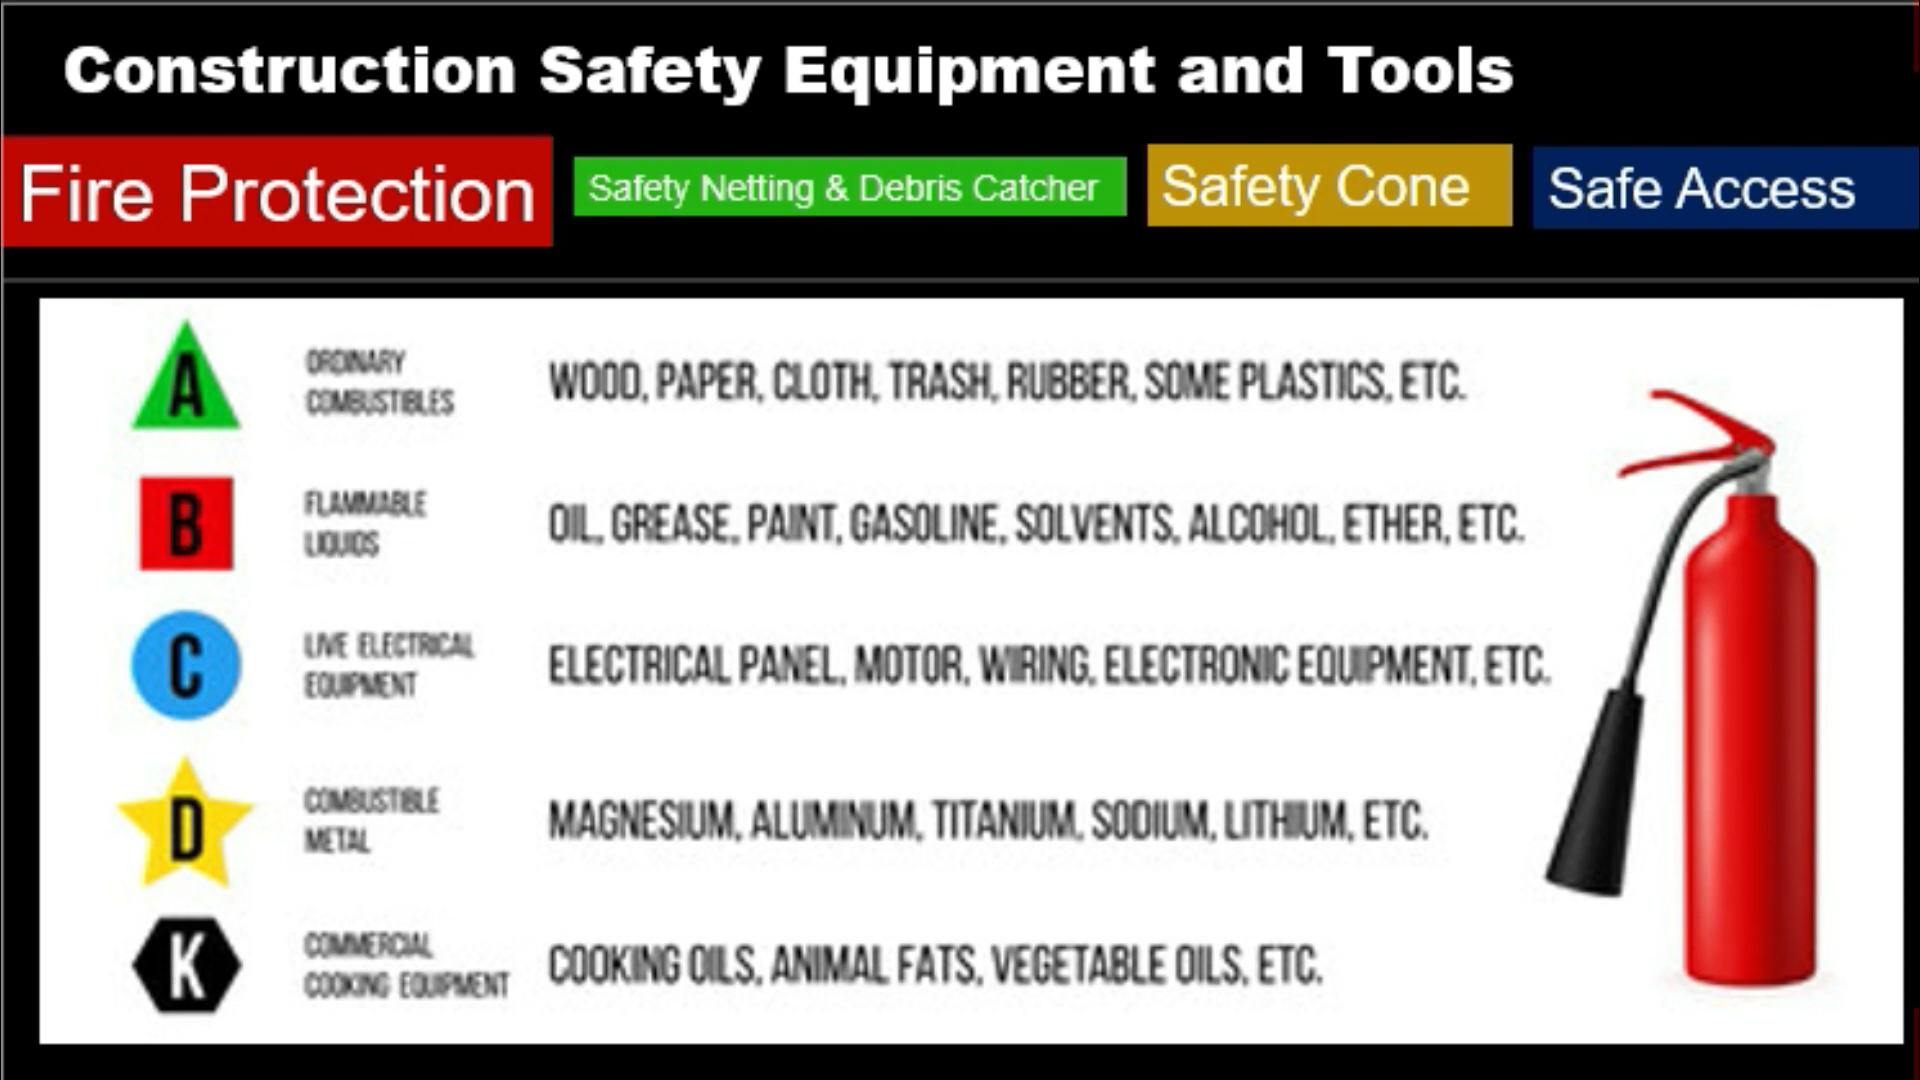 Construction Safety Equipment and Tools
Fire Protection
Safety Netting & Debris Catcher
Safety Cone
Safe Access
A
ORDINARY
COMBUSTIBLES
WOOD, PAPER, CLOTH, TRASH, RUBBER, SOME PLASTICS, ETC.
B
FLAMMABLE
LIQUIDS
OIL, GREASE, PAINT, GASOLINE, SOLVENTS, ALCOHOL, ETHER, ETC.
C
LIVE ELECTRICAL
EQUIPMENT
ELECTRICAL PANEL, MOTOR, WIRING, ELECTRONIC EQUIPMENT, ETC.
D
COMBUSTIBLE
METAL
MAGNESIUM, ALUMINUM, TITANIUM, SODIUM, LITHIUM, ETC.
K
COMMERCIAL
COOKING EQUIPMENT
COOKING OILS, ANIMAL FATS, VEGETABLE OILS, ETC.